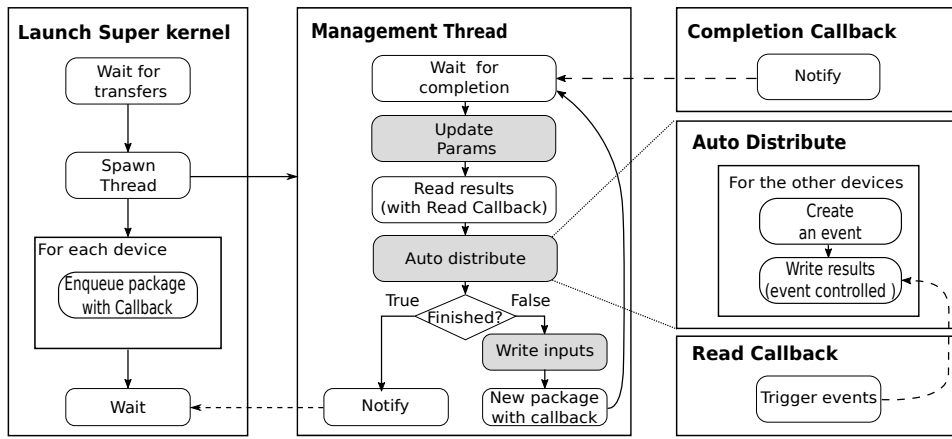 Launch Super kernel
Wait for
transfers
Spawn
Thread
For each device
Enqueue package
with Callback
Wait
Management Thread
Wait for
completion
Update
Params
Read results
(with Read Callback)
Auto distribute
True
False
Finished?
Write inputs
New package
with callback
Notify
Completion Callback
Notify
Auto Distribute
For the other devices
Create
an event
Write results
(event controlled )
Read Callback
Trigger events